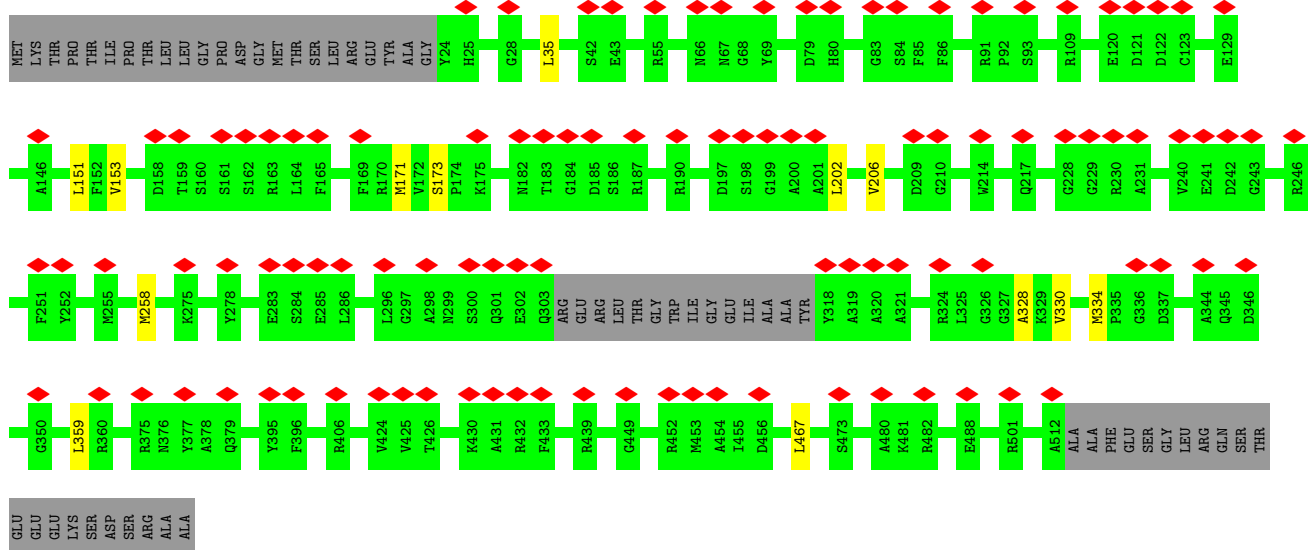 MET LYS THR PRO THR ILE PRO THR LEU LEU GLY PRO ASP GLY MET THR SER LEU ARG GLU TYR ALA GLY Y24 H25 G28 L35 S42 E43 R55 N66 N67 G68 Y69 D79 H80 G83 S84 F85 F86 R91 P92 S93 R109 E120 D121 D122 C123 E129
A146 L151 F152 V153 D158 T159 S160 S161 S162 R163 L164 F165 F169 R170 M171 V172 S173 P174 K175 N182 T183 G184 D185 S186 R187 R190 D197 S198 G199 A200 A201 L202 V206 D209 G210 W214 Q217 G228 G229 R230 A231 V240 E241 D242 G243 R246
F251 Y252 M255 M258 K275 Y278 E283 S284 E285 L286 L296 G297 A298 N299 S300 Q301 E302 Q303 ARG GLU ARG LEU THR GLY TRP ILE GLY GLU ILE ALA ALA TYR Y318 A319 A320 A321 R324 L325 G326 G327 A328 K329 V330 M334 P335 G336 D337 A344 Q345 D346
G350 L359 R360 R375 N376 Y377 A378 Q379 Y395 F396 R406 V424 V425 T426 K430 A431 R432 F433 R439 G449 R452 M453 A454 I455 D456 L467 S473 A480 K481 R482 E488 R501 A512 ALA ALA PHE GLU SER GLY LEU ARG GLN SER THR
GLU GLU GLU LYS SER ASP SER ARG ALA ALA